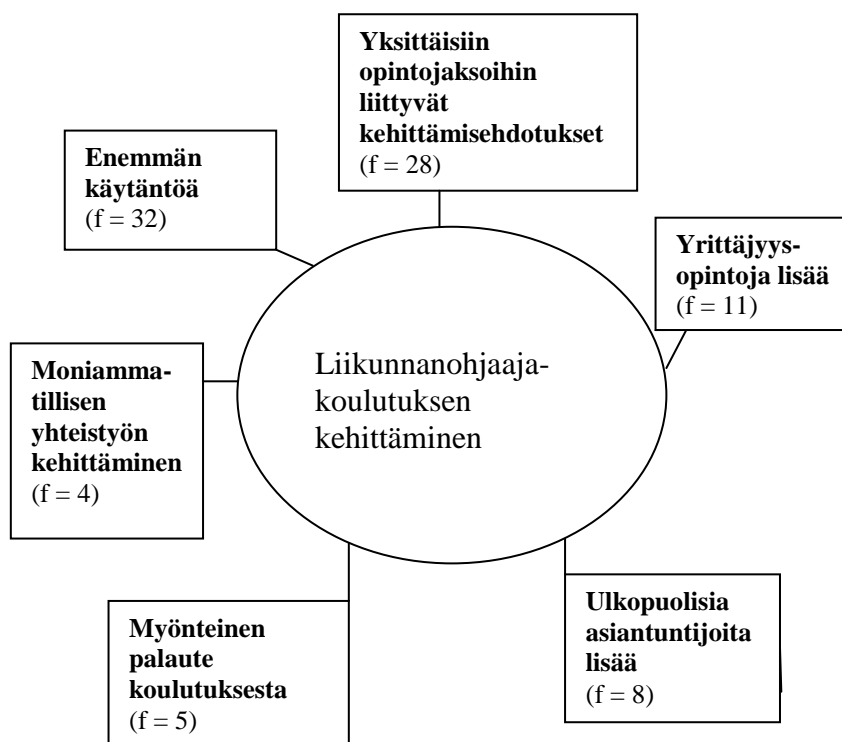 Yksittäisiin
opintojaksoihin
liittyvät
kehittämisehdotukset
(f = 28)
Enemmän
käytäntöä
(f = 32)
Yrittäjyys-
opintoja lisää
(f = 11)
Liikunnanohjaaja-
koulutuksen
kehittäminen
Moniamma-
tillisen
yhteistyön
kehittäminen
(f = 4)
Myönteinen
palaute
koulutuksesta
(f = 5)
Ulkopuolisia
asiantuntijoita
lisää
(f = 8)